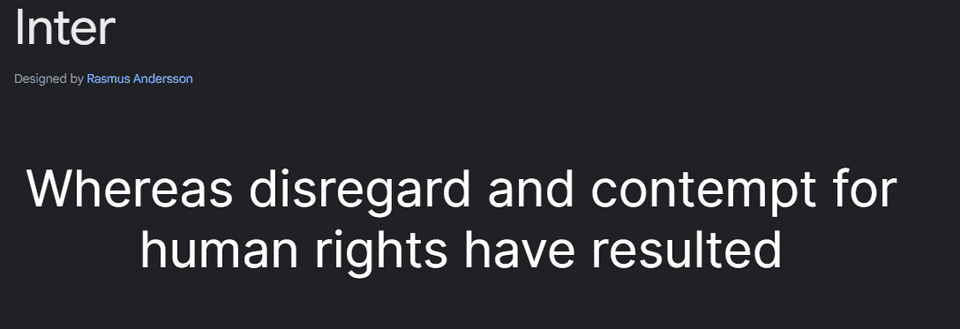 Inter
Designed by Rasmus Andersson
Whereas disregard and contempt for
human rights have resulted